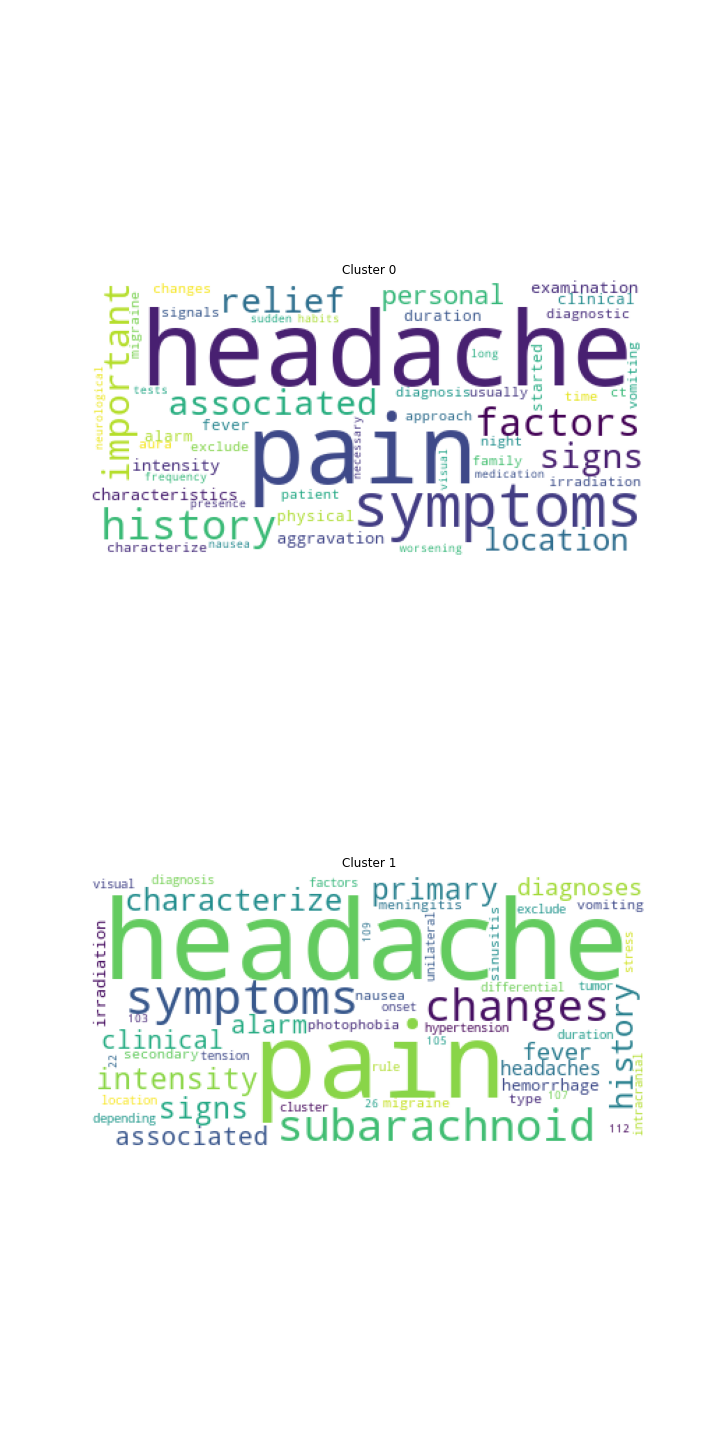 Cluster 0
changes
relief
personal
examination
clinical
signals
sudden
habits
duration
diagnostic
important
migraine
headache
long
started
vomiting
neurological
tests
associated
diagnosis
usually
time
ct
fever
approach
factors
alarm
aura
exclude
necessary
pain
night
signs
intensity
frequency
visual
family
medication
irradiation
characteristics
presence
patient
symptoms
history
physical
location
characterize
nausea
aggravation
worsening
Cluster 1
visual
diagnosis
factors
primary
diagnoses
characterize
meningitis
exclude
vomiting
headache
109
unilateral
sinusitis
stress
irradiation
symptoms
nausea
onset
differential
tumor
103
changes
history
clinical
alarm
photophobia
hypertension
duration
105
22
secondary
tension
pain
fever
headaches
intensity
rule
hemorrhage
intracranial
location
signs
cluster
26
migraine
type
107
depending
associated
subarachnoid
112